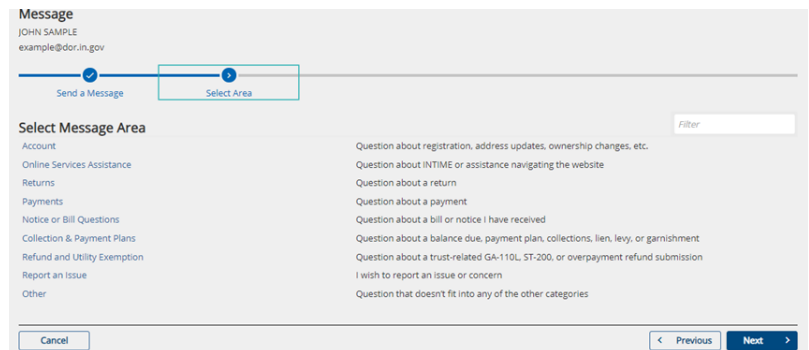 Message
JOHN SAMPLE
example@dor.in.gov
Send a Message Select Area
Select Message Area Filter
Account Question about registration, address updates, ownership changes, etc.
Online Services Assistance Question about INTIME or assistance navigating the website
Returns Question about a return
Payments Question about a payment
Notice or Bill Questions Question about a bill or notice I have received
Collection & Payment Plans Question about a balance due, payment plan, collections, lien, levy, or garnishment
Refund and Utility Exemption Question about a trust-related GA-110L, ST-200, or overpayment refund submission
Report an Issue I wish to report an issue or concern
Other Question that doesn't fit into any of the other categories
Cancel < Previous Next >